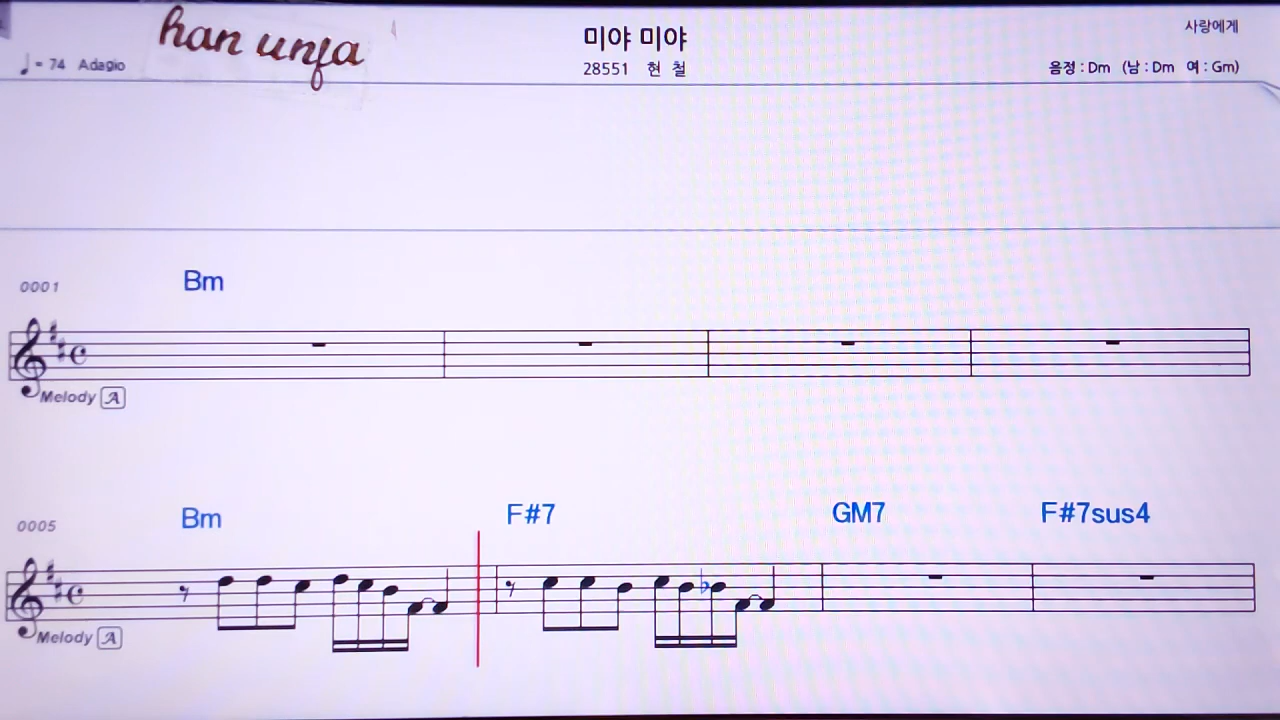 han unfa
미야 미야
사랑에게
♩ = 74 Adagio
28551 현 철
음정 : Dm (남 : Dm 여 : Gm)
0001
Bm
Melody A
0005
Bm F#7 GM7 F#7sus4
Melody A